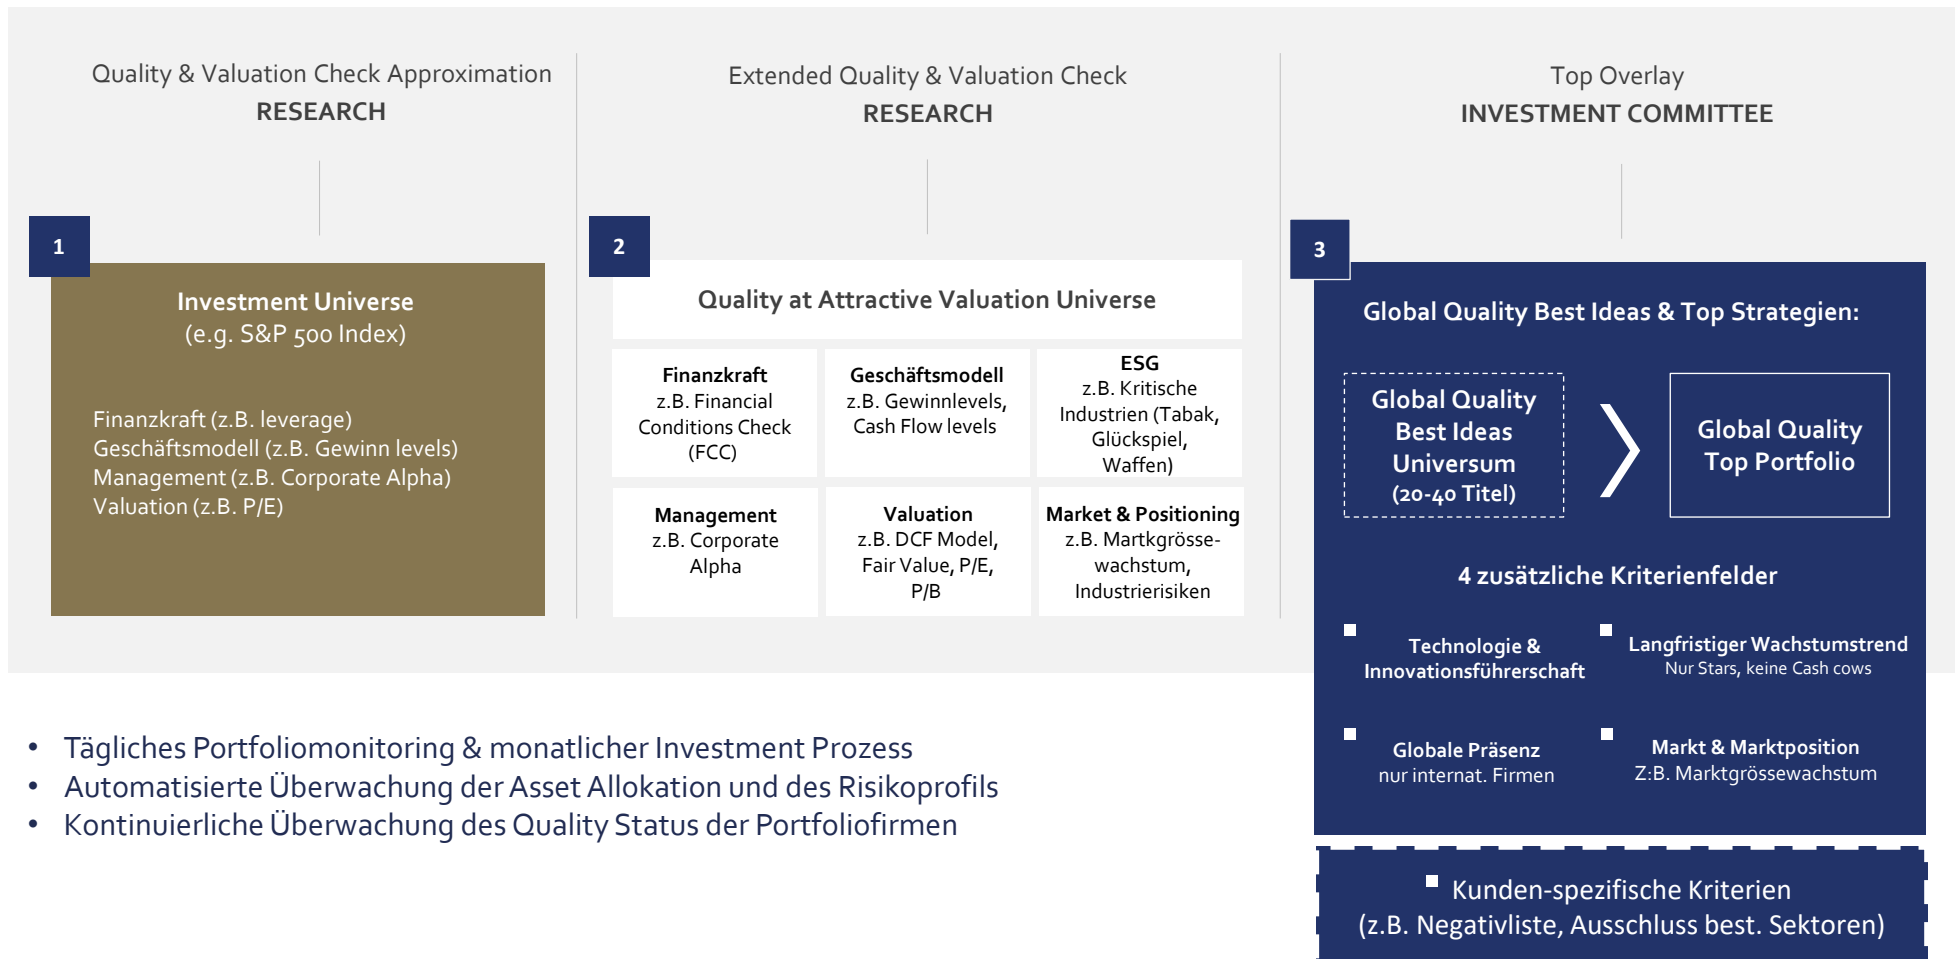 Quality & Valuation Check Approximation
RESEARCH
Extended Quality & Valuation Check
RESEARCH
Top Overlay
INVESTMENT COMMITTEE
1
Investment Universe
(e.g. S&P 500 Index)
Finanzkraft (z.B. leverage)
Geschäftsmodell (z.B. Gewinn levels)
Management (z.B. Corporate Alpha)
Valuation (z.B. P/E)
2
Quality at Attractive Valuation Universe
Finanzkraft
z.B. Financial
Conditions Check
(FCC)
Geschäftsmodell
z.B. Gewinnlevels,
Cash Flow levels
ESG
z.B. Kritische
Industrien (Tabak,
Glückspiel,
Waffen)
Management
z.B. Corporate
Alpha
Valuation
z.B. DCF Model,
Fair Value, P/E,
P/B
Market & Positioning
z.B. Martkgrösse-
wachstum,
Industrierisiken
3
Global Quality Best Ideas & Top Strategien:
Global Quality
Best Ideas
Universum
(20-40 Titel)
Global Quality
Top Portfolio
4 zusätzliche Kriterienfelder
Technologie &
Innovationsführerschaft
Langfristiger Wachstumstrend
Nur Stars, keine Cash cows
Globale Präsenz
nur internat. Firmen
Markt & Marktposition
Z:B. Marktgrössewachstum
Kunden-spezifische Kriterien
(z.B. Negativliste, Ausschluss best. Sektoren)
• Tägliches Portfoliomonitoring & monatlicher Investment Prozess
• Automatisierte Überwachung der Asset Allokation und des Risikoprofils
• Kontinuierliche Überwachung des Quality Status der Portfoliofirmen